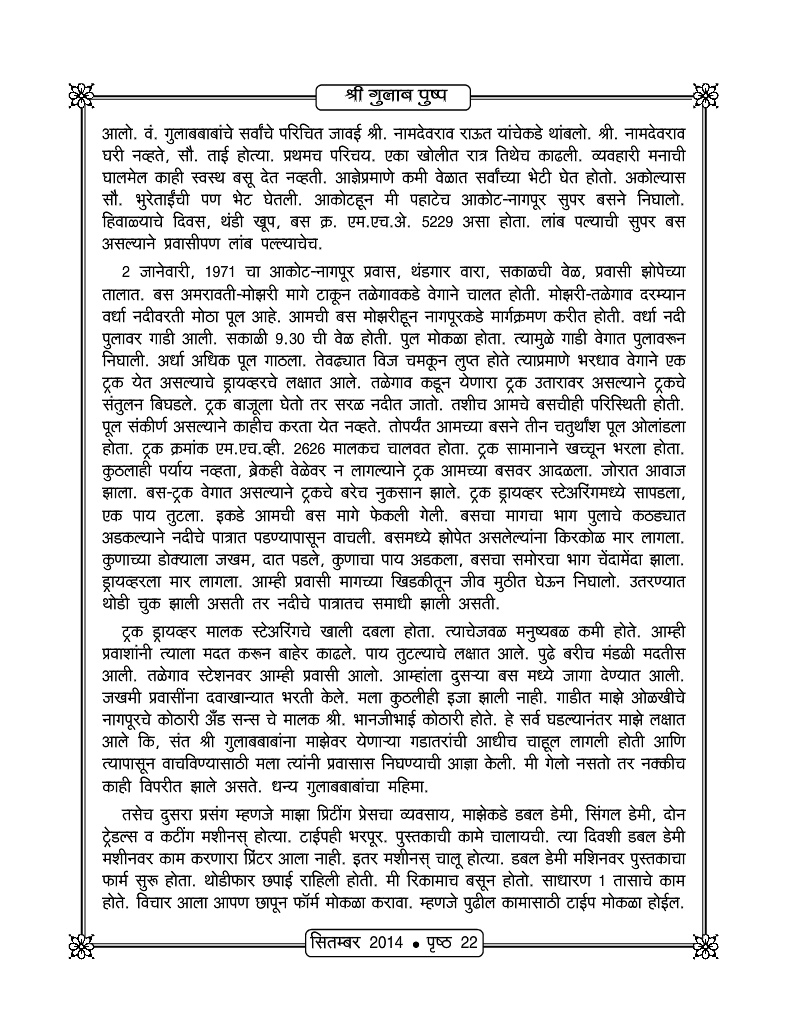 श्री गुलाब पुष्प
आलो. वं. गुलाबबाबांचे सर्वांचे परिचित जावई श्री. नामदेवराव राऊत यांचेकडे थांबलो. श्री. नामदेवराव
घरी नव्हते, सौ. ताई होत्या. प्रथमच परिचय. एका खोलीत रात्र तिथेच काढली. व्यवहारी मनाची
घालमेल काही स्वस्थ बसू देत नव्हती. आज्ञेप्रमाणे कमी वेळात सर्वांच्या भेटी घेत होतो. अकोल्यास
सौ. भुरेताईंची पण भेट घेतली. आकोटहून मी पहाटेच आकोट-नागपूर सुपर बसने निघालो.
हिवाळ्याचे दिवस, थंडी खूप, बस क्र. एम.एच.अे. 5229 असा होता. लांब पल्याची सुपर बस
असल्याने प्रवासीपण लांब पल्ल्याचेच.
2 जानेवारी, 1971 चा आकोट-नागपूर प्रवास, थंडगार वारा, सकाळची वेळ, प्रवासी झोपेच्या
तालात. बस अमरावती-मोझरी मागे टाकून तळेगावकडे वेगाने चालत होती. मोझरी-तळेगाव दरम्यान
वर्धा नदीवरती मोठा पूल आहे. आमची बस मोझरीहून नागपूरकडे मार्गक्रमण करीत होती. वर्धा नदी
पुलावर गाडी आली. सकाळी 9.30 ची वेळ होती. पुल मोकळा होता. त्यामुळे गाडी वेगात पुलावरून
निघाली. अर्धा अधिक पूल गाठला. तेवढ्यात विज चमकून लुप्त होते त्याप्रमाणे भरधाव वेगाने एक
ट्रक येत असल्याचे ड्रायव्हरचे लक्षात आले. तळेगाव कडून येणारा ट्रक उतारावर असल्याने ट्रकचे
संतुलन बिघडले. ट्रक बाजूला घेतो तर सरळ नदीत जातो. तशीच आमचे बसचीही परिस्थिती होती.
पूल संकीर्ण असल्याने काहीच करता येत नव्हते. तोपर्यंत आमच्या बसने तीन चतुर्थांश पूल ओलांडला
होता. ट्रक क्रमांक एम.एच.व्ही. 2626 मालकच चालवत होता. ट्रक सामानाने खच्चून भरला होता.
कुठलाही पर्याय नव्हता, ब्रेकही वेळेवर न लागल्याने ट्रक आमच्या बसवर आदळला. जोरात आवाज
झाला. बस-ट्रक वेगात असल्याने ट्रकचे बरेच नुकसान झाले. ट्रक ड्रायव्हर स्टेअरिंगमध्ये सापडला,
एक पाय तुटला. इकडे आमची बस मागे फेकली गेली. बसचा मागचा भाग पुलाचे कठड्यात
अडकल्याने नदीचे पात्रात पडण्यापासून वाचली. बसमध्ये झोपेत असलेल्यांना किरकोळ मार लागला.
कुणाच्या डोक्याला जखम, दात पडले, कुणाचा पाय अडकला, बसचा समोरचा भाग चेंदामेंदा झाला.
ड्रायव्हरला मार लागला. आम्ही प्रवासी मागच्या खिडकीतून जीव मुठीत घेऊन निघालो. उतरण्यात
थोडी चुक झाली असती तर नदीचे पात्रातच समाधी झाली असती.
ट्रक ड्रायव्हर मालक स्टेअरिंगचे खाली दबला होता. त्याचेजवळ मनुष्यबळ कमी होते. आम्ही
प्रवाशांनी त्याला मदत करून बाहेर काढले. पाय तुटल्याचे लक्षात आले. पुढे बरीच मंडळी मदतीस
आली. तळेगाव स्टेशनवर आम्ही प्रवासी आलो. आम्हांला दुसऱ्या बस मध्ये जागा देण्यात आली.
जखमी प्रवासींना दवाखान्यात भरती केले. मला कुठलीही इजा झाली नाही. गाडीत माझे ओळखीचे
नागपूरचे कोठारी अँड सन्स चे मालक श्री. भानजीभाई कोठारी होते. हे सर्व घडल्यानंतर माझे लक्षात
आले कि, संत श्री गुलाबबाबांना माझेवर येणाऱ्या गडातरांची आधीच चाहूल लागली होती आणि
त्यापासून वाचविण्यासाठी मला त्यांनी प्रवासास निघण्याची आज्ञा केली. मी गेलो नसतो तर नक्कीच
काही विपरीत झाले असते. धन्य गुलाबबाबांचा महिमा.
तसेच दुसरा प्रसंग म्हणजे माझा प्रिटींग प्रेसचा व्यवसाय, माझेकडे डबल डेमी, सिंगल डेमी, दोन
ट्रेडल्स व कटींग मशीनस् होत्या. टाईपही भरपूर. पुस्तकाची कामे चालायची. त्या दिवशी डबल डेमी
मशीनवर काम करणारा प्रिंटर आला नाही. इतर मशीनस् चालू होत्या. डबल डेमी मशिनवर पुस्तकाचा
फार्म सुरू होता. थोडीफार छपाई राहिली होती. मी रिकामाच बसून होतो. साधारण 1 तासाचे काम
होते. विचार आला आपण छापून फॉर्म मोकळा करावा. म्हणजे पुढील कामासाठी टाईप मोकळा होईल.
सितम्बर 2014 ● पृष्ठ 22